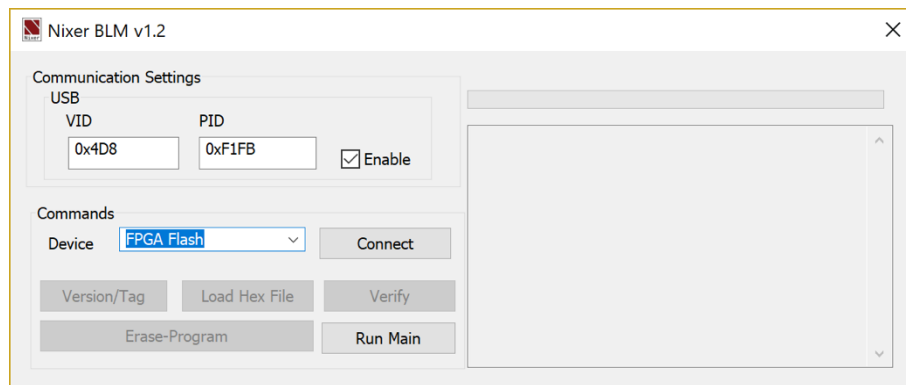 Nixer BLM v1.2
Communication Settings
USB
VID
PID
0x4D8
0xF1FB
Enable
Commands
Device
FPGA Flash
Connect
Version/Tag
Load Hex File
Verify
Erase-Program
Run Main